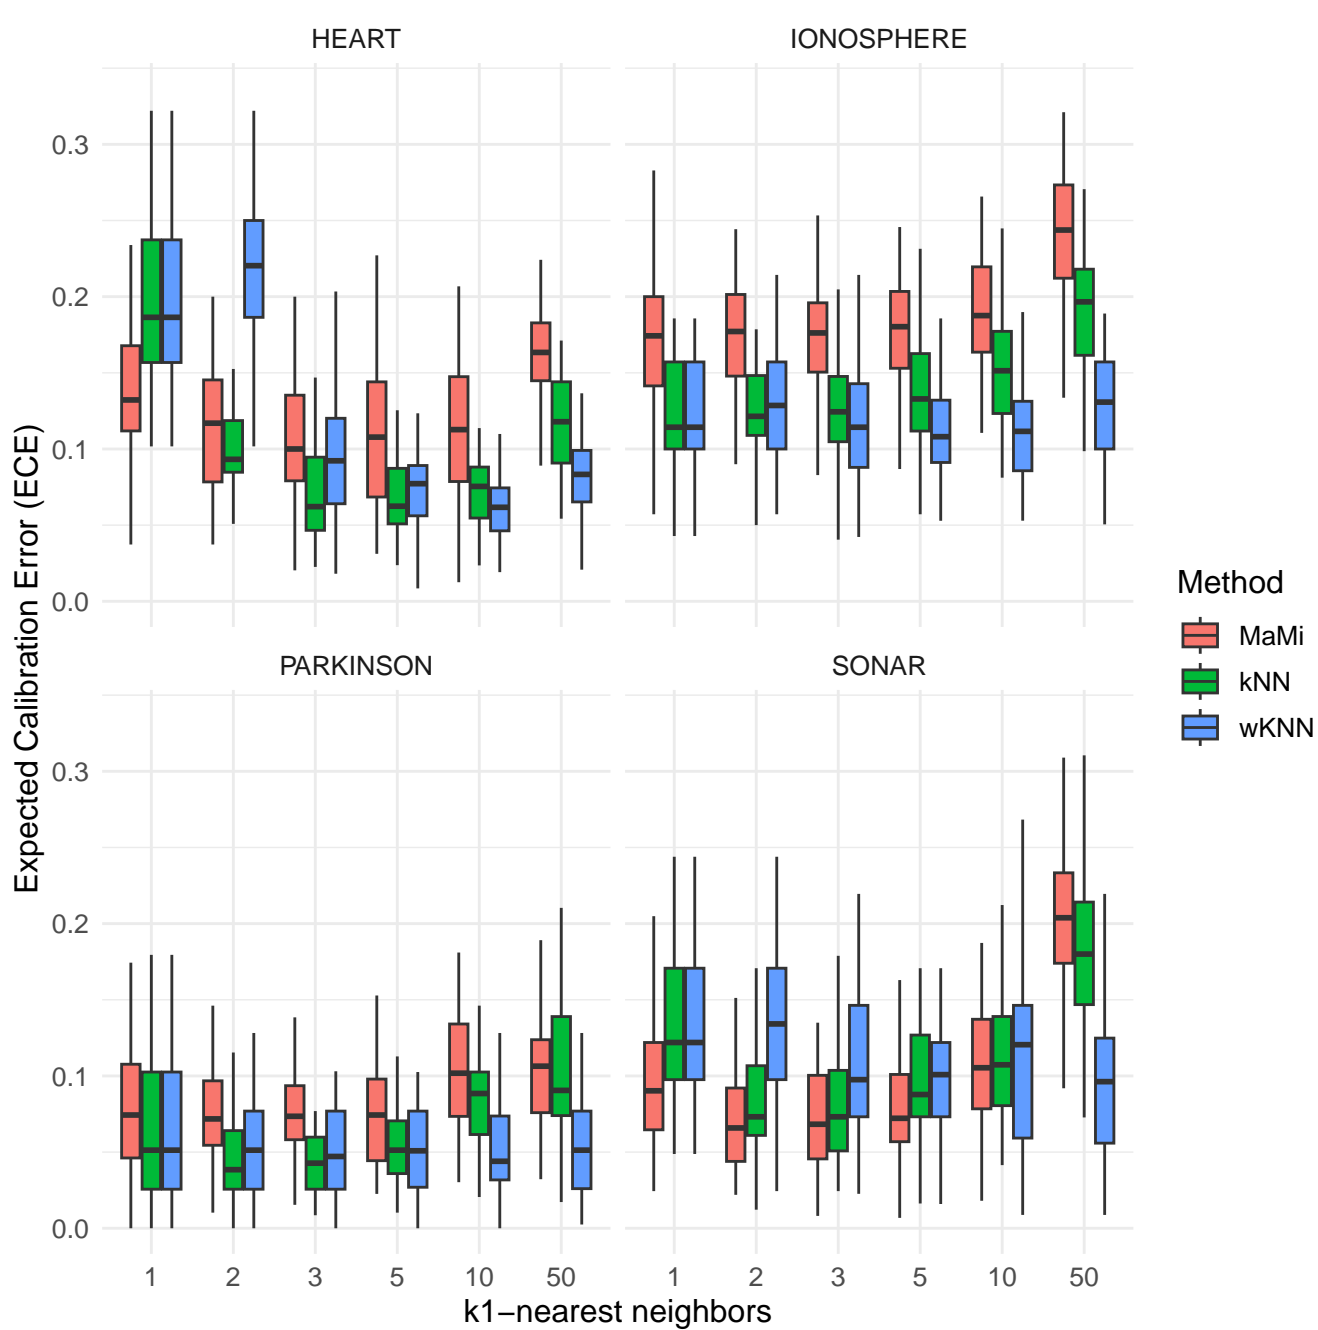 HEART
IONOSPHERE
0.3
0.2
0.1
0.0
PARKINSON
SONAR
0.3
0.2
0.1
0.0
1 2 3 5 10 50
1 2 3 5 10 50
k1−nearest neighbors
Expected Calibration Error (ECE)
Method
MaMi
kNN
wKNN